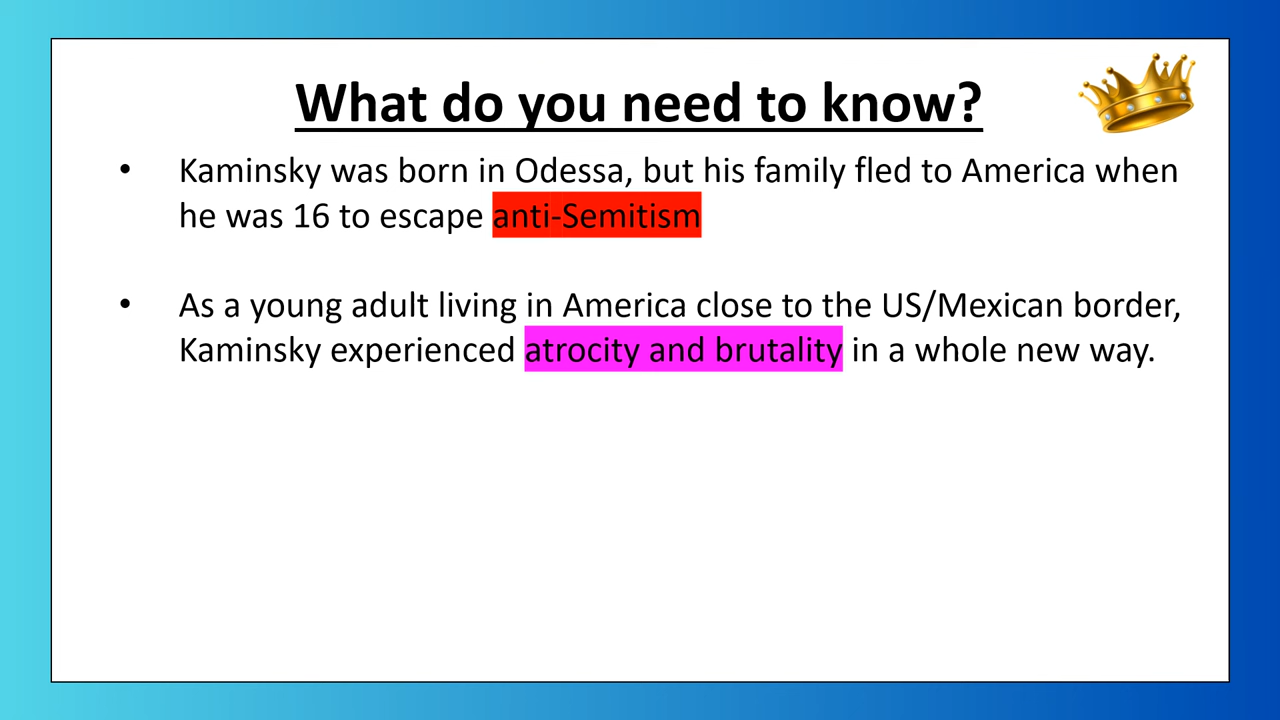 What do you need to know?
• Kaminsky was born in Odessa, but his family fled to America when
he was 16 to escape anti-Semitism
• As a young adult living in America close to the US/Mexican border,
Kaminsky experienced atrocity and brutality in a whole new way.